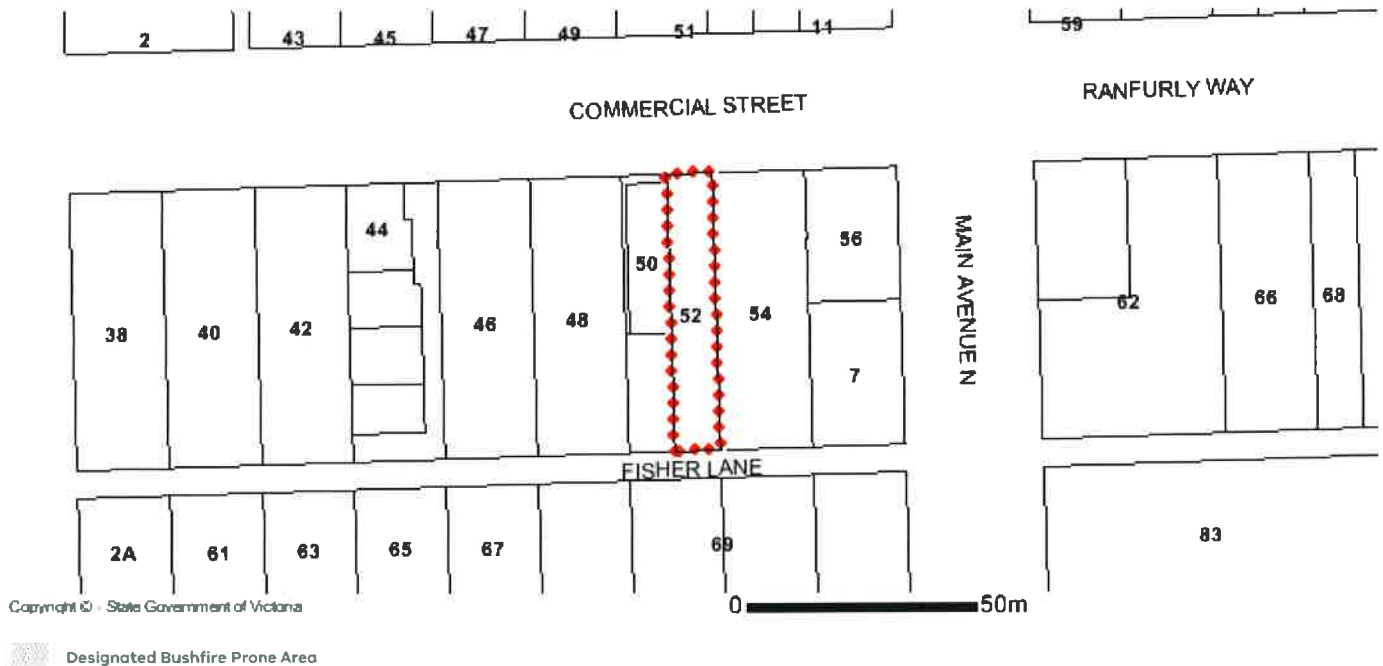 2 43 45 47 49 51 11 59
COMMERCIAL STREET
RANFURLY WAY
38 40 42 44 46 48 50 52 54 56 7
MAIN AVENUE N
62 66 68
FISHER LANE
2A 61 63 65 67 69 83
Copyright © - State Government of Victoria
0 50m
Designated Bushfire Prone Area